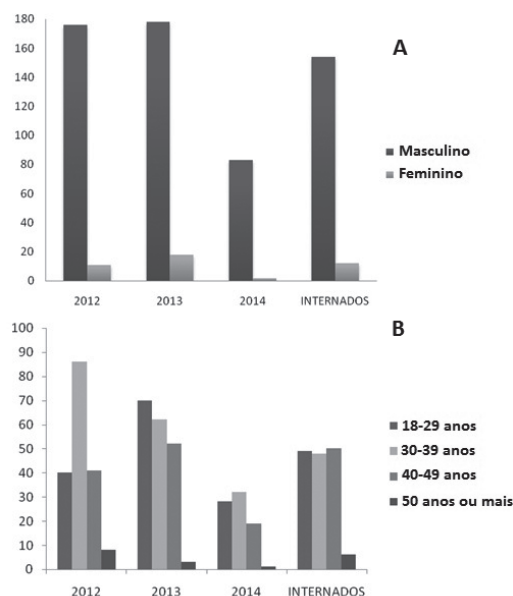 180
160
140
120
100
80
60
40
20
0
2012 2013 2014 INTERNADOS
A
Masculino
Feminino
100
90
80
70
60
50
40
30
20
10
0
2012 2013 2014 INTERNADOS
B
18-29 anos
30-39 anos
40-49 anos
50 anos ou mais